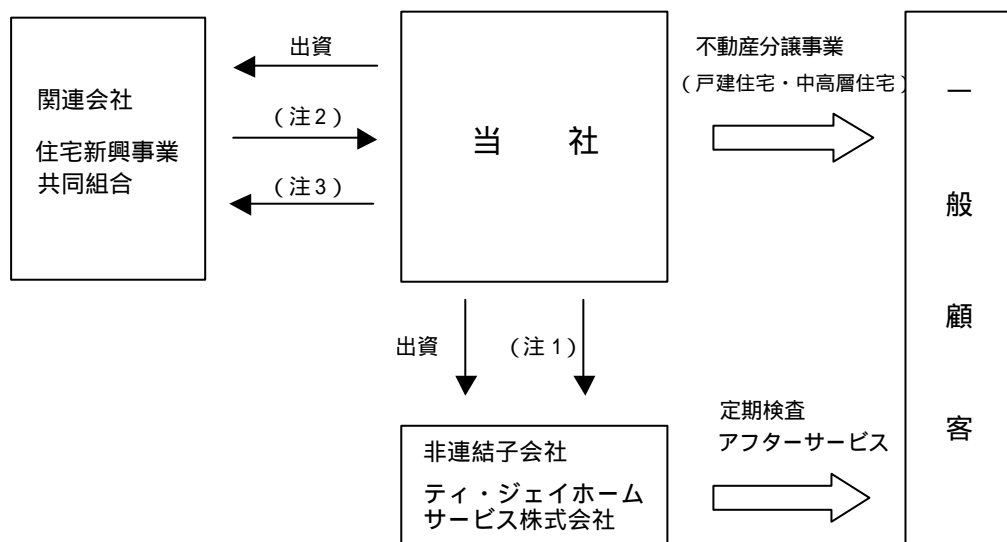 関連会社
住宅新興事業
共同組合
出資
（注２）
（注３）
当　　社
不動産分譲事業
（戸建住宅・中高層住宅）
一般顧客
出資
（注１）
非連結子会社
ティ・ジェイホーム
サービス株式会社
定期検査
アフターサービス